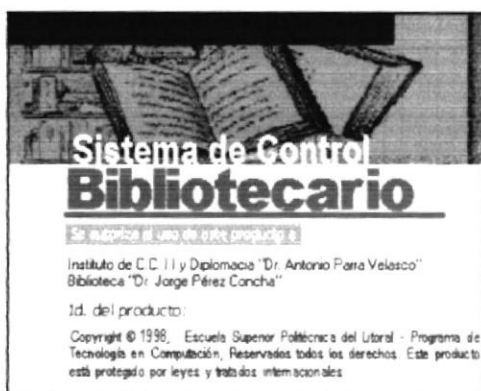 Sistema de Control
Bibliotecario
Se autoriza el uso de este producto a
Instituto de C.C. I I y Diplomacia "Dr. Antonio Parra Velasco"
Biblioteca "Dr. Jorge Pérez Concha"
Id. del producto:
Copyright © 1998, Escuela Superior Politécnica del Litoral - Programa de
Tecnología en Computación, Reservados todos los derechos. Este producto
está protegido por leyes y tratados internacionales